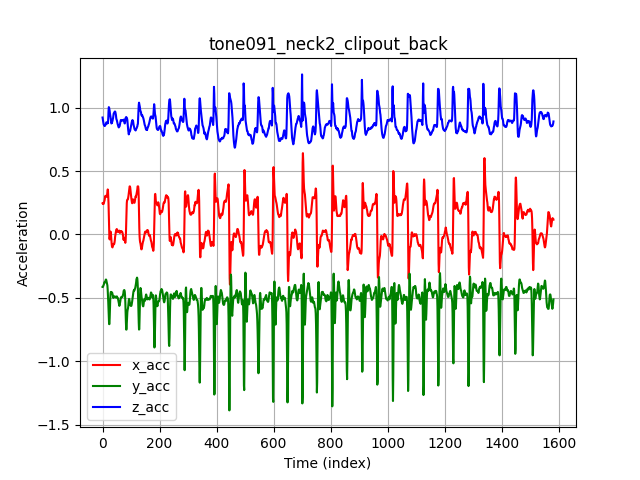 tone091_neck2_clipout_back
Acceleration
1.0
0.5
0.0
−0.5
−1.0
−1.5
x_acc
y_acc
z_acc
0 200 400 600 800 1000 1200 1400 1600
Time (index)